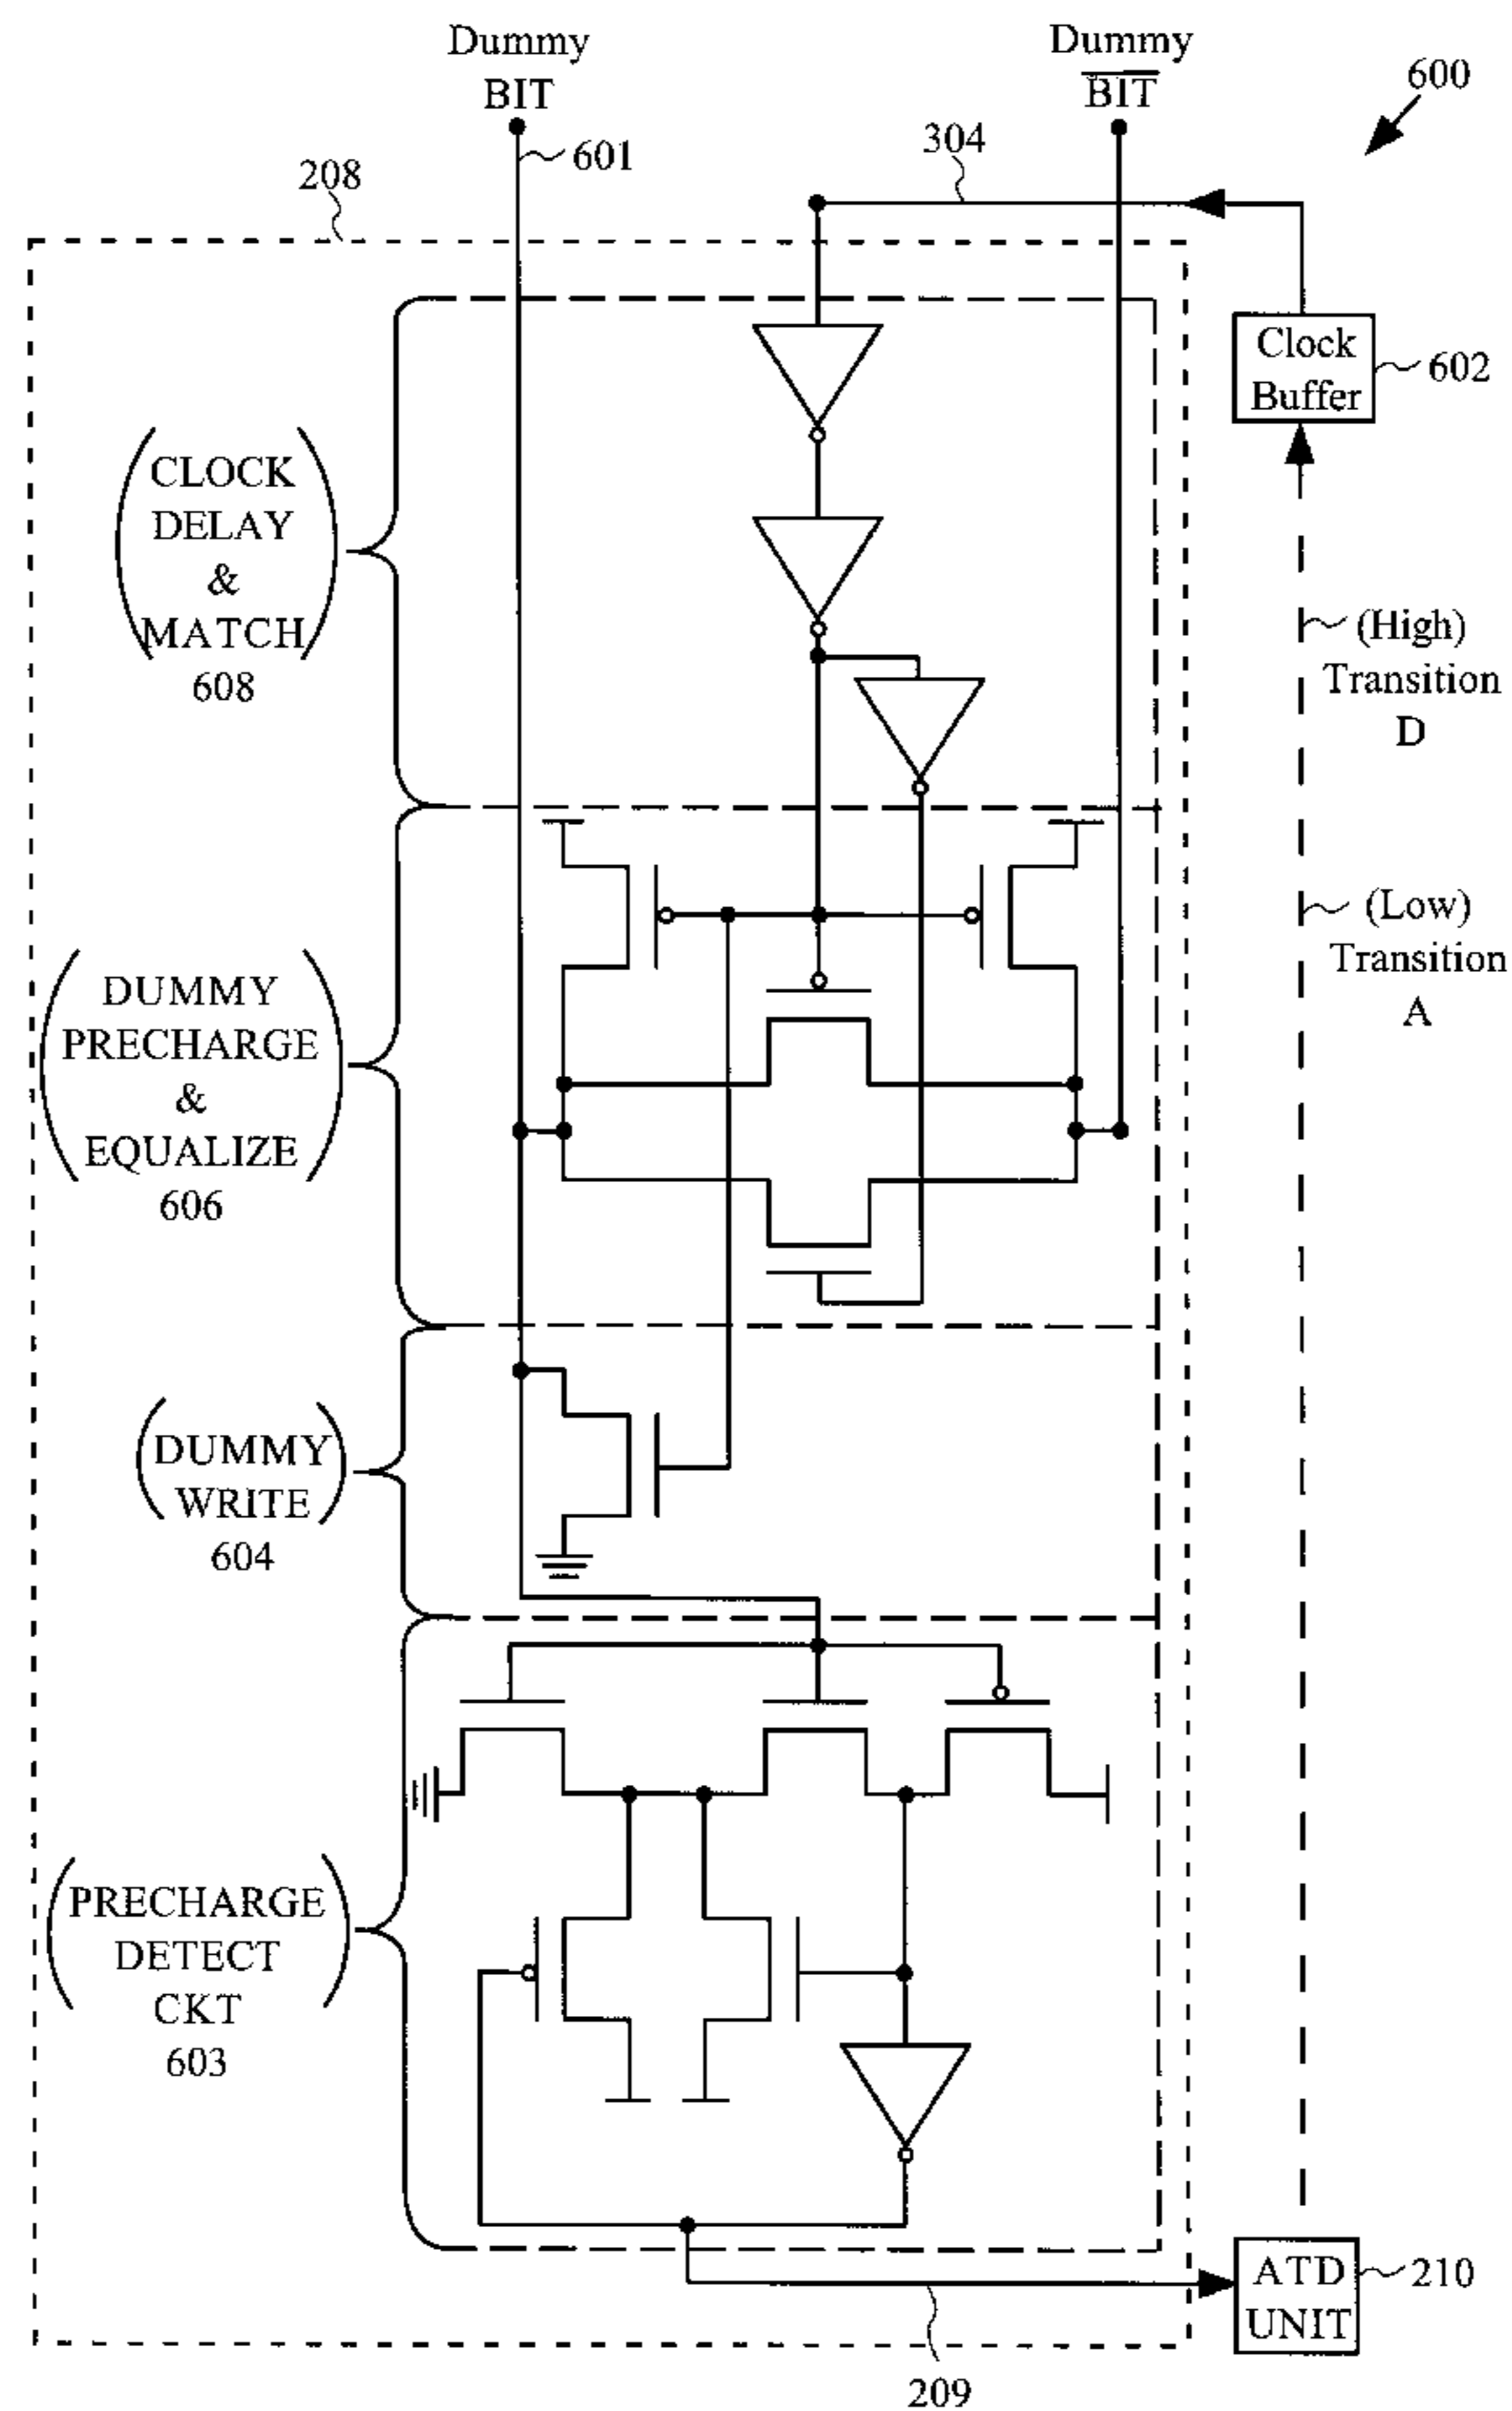 Dummy
BIT
Dummy
BIT
600
601
304
208
Clock
Buffer
602
CLOCK
DELAY
&
MATCH
608
(High)
Transition
D
(Low)
Transition
A
DUMMY
PRECHARGE
&
EQUALIZE
606
DUMMY
WRITE
604
PRECHARGE
DETECT
CKT
603
ATD
UNIT
210
209